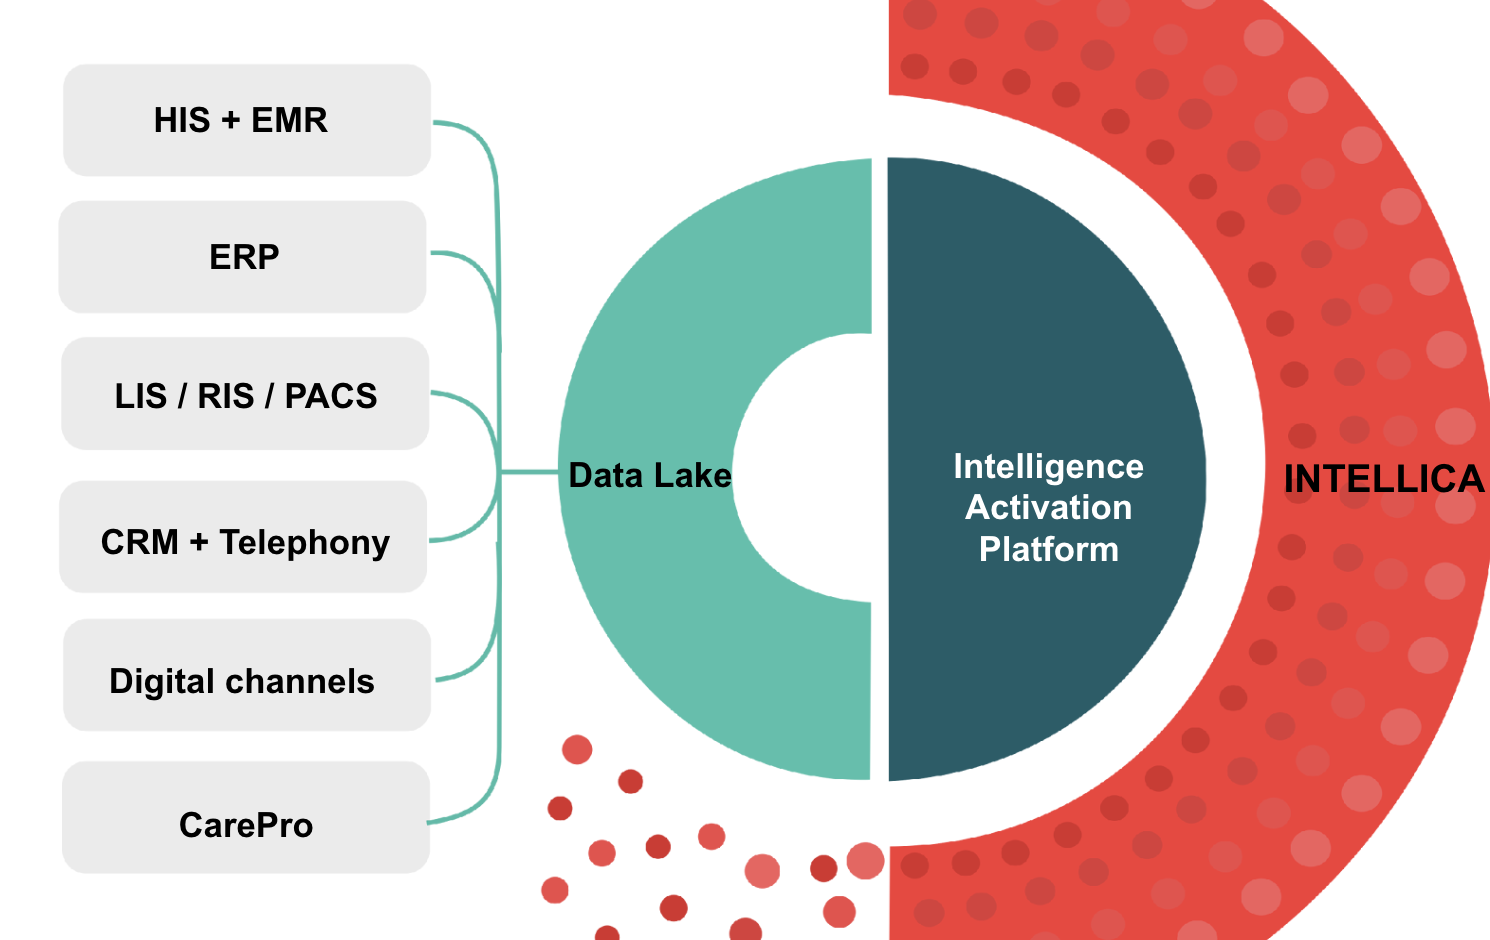 HIS + EMR
ERP
LIS / RIS / PACS
CRM + Telephony
Digital channels
CarePro
Data Lake
Intelligence
Activation
Platform
INTELLICA